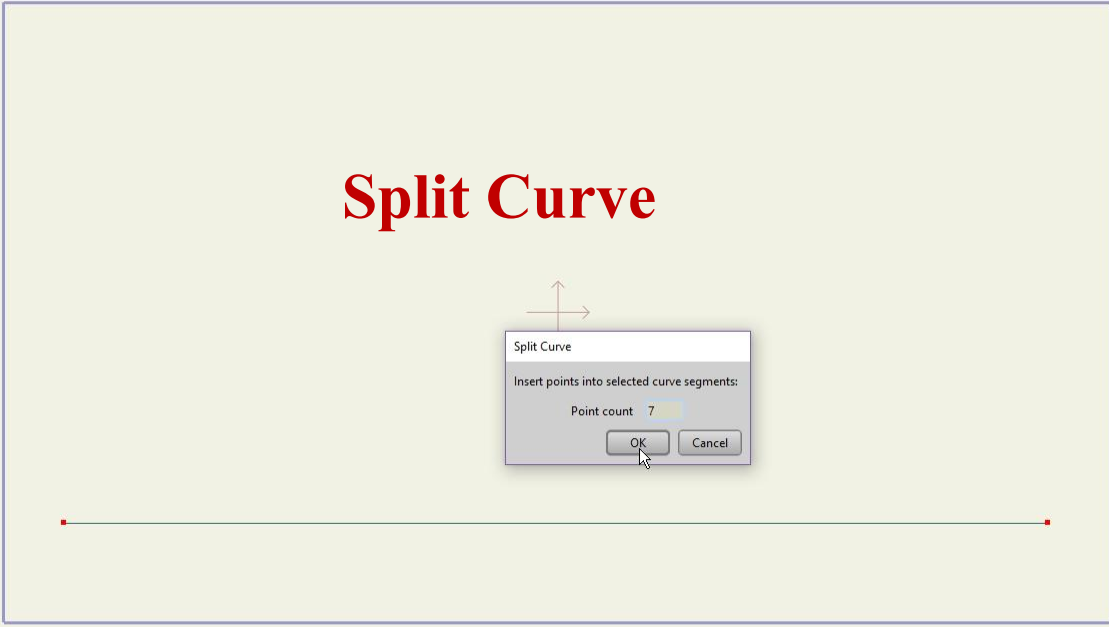 Split Curve
Split Curve
Insert points into selected curve segments:
Point count 7
OK Cancel